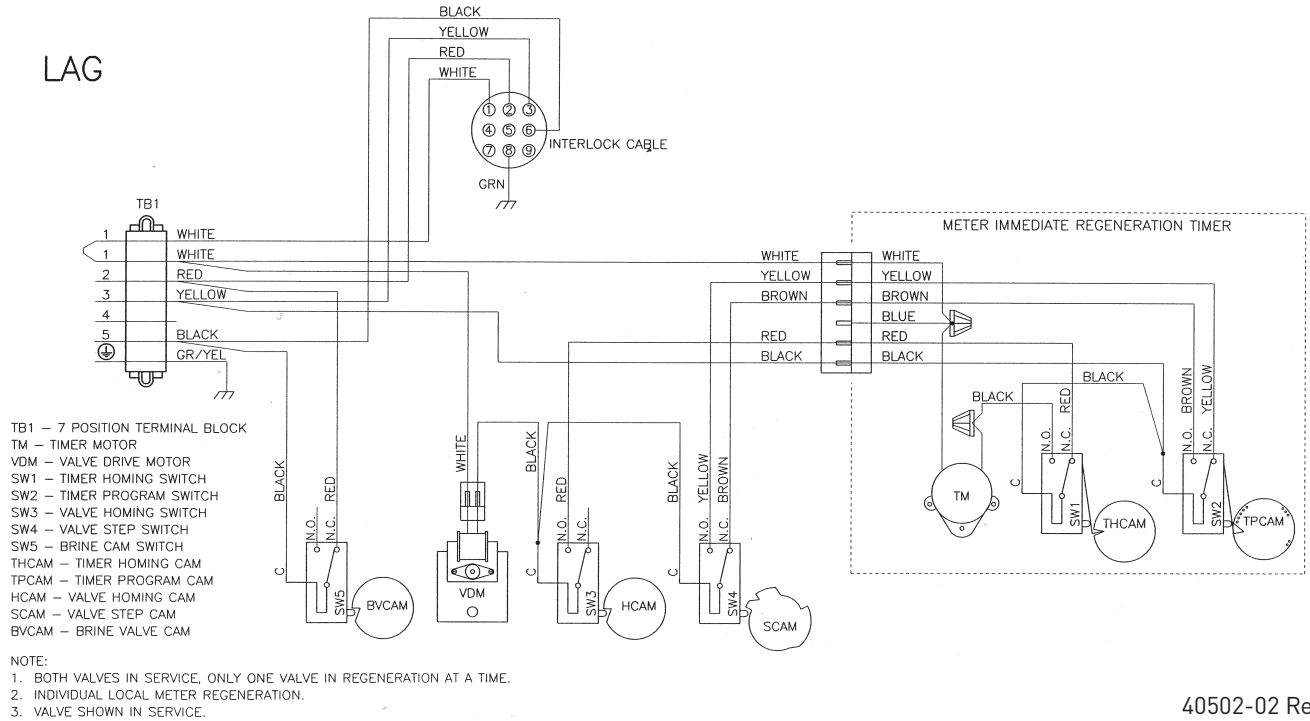 LAG
BLACK
YELLOW
RED
WHITE
1 2 3
4 5 6
7 8 9
INTERLOCK CABLE
GRN
TB1
1 WHITE
1 WHITE
2 RED
3 YELLOW
4
5 BLACK
GR/YEL
METER IMMEDIATE REGENERATION TIMER
WHITE WHITE
YELLOW YELLOW
BROWN BROWN
BLUE
RED RED
BLACK BLACK
BLACK
BLACK
RED
N.O.
N.C.
C
SW1
THCAM
TM
BROWN
YELLOW
N.O.
N.C.
C
SW2
TPCAM
BLACK
RED
N.O.
N.C.
C
SW5
BVCAM
WHITE
VDM
BLACK
RED
N.O.
N.C.
C
SW3
HCAM
BLACK
YELLOW
BROWN
N.O.
N.C.
C
SW4
SCAM
TB1 – 7 POSITION TERMINAL BLOCK
TM – TIMER MOTOR
VDM – VALVE DRIVE MOTOR
SW1 – TIMER HOMING SWITCH
SW2 – TIMER PROGRAM SWITCH
SW3 – VALVE HOMING SWITCH
SW4 – VALVE STEP SWITCH
SW5 – BRINE CAM SWITCH
THCAM – TIMER HOMING CAM
TPCAM – TIMER PROGRAM CAM
HCAM – VALVE HOMING CAM
SCAM – VALVE STEP CAM
BVCAM – BRINE VALVE CAM
NOTE:
1. BOTH VALVES IN SERVICE, ONLY ONE VALVE IN REGENERATION AT A TIME.
2. INDIVIDUAL LOCAL METER REGENERATION.
3. VALVE SHOWN IN SERVICE.
40502-02 Re